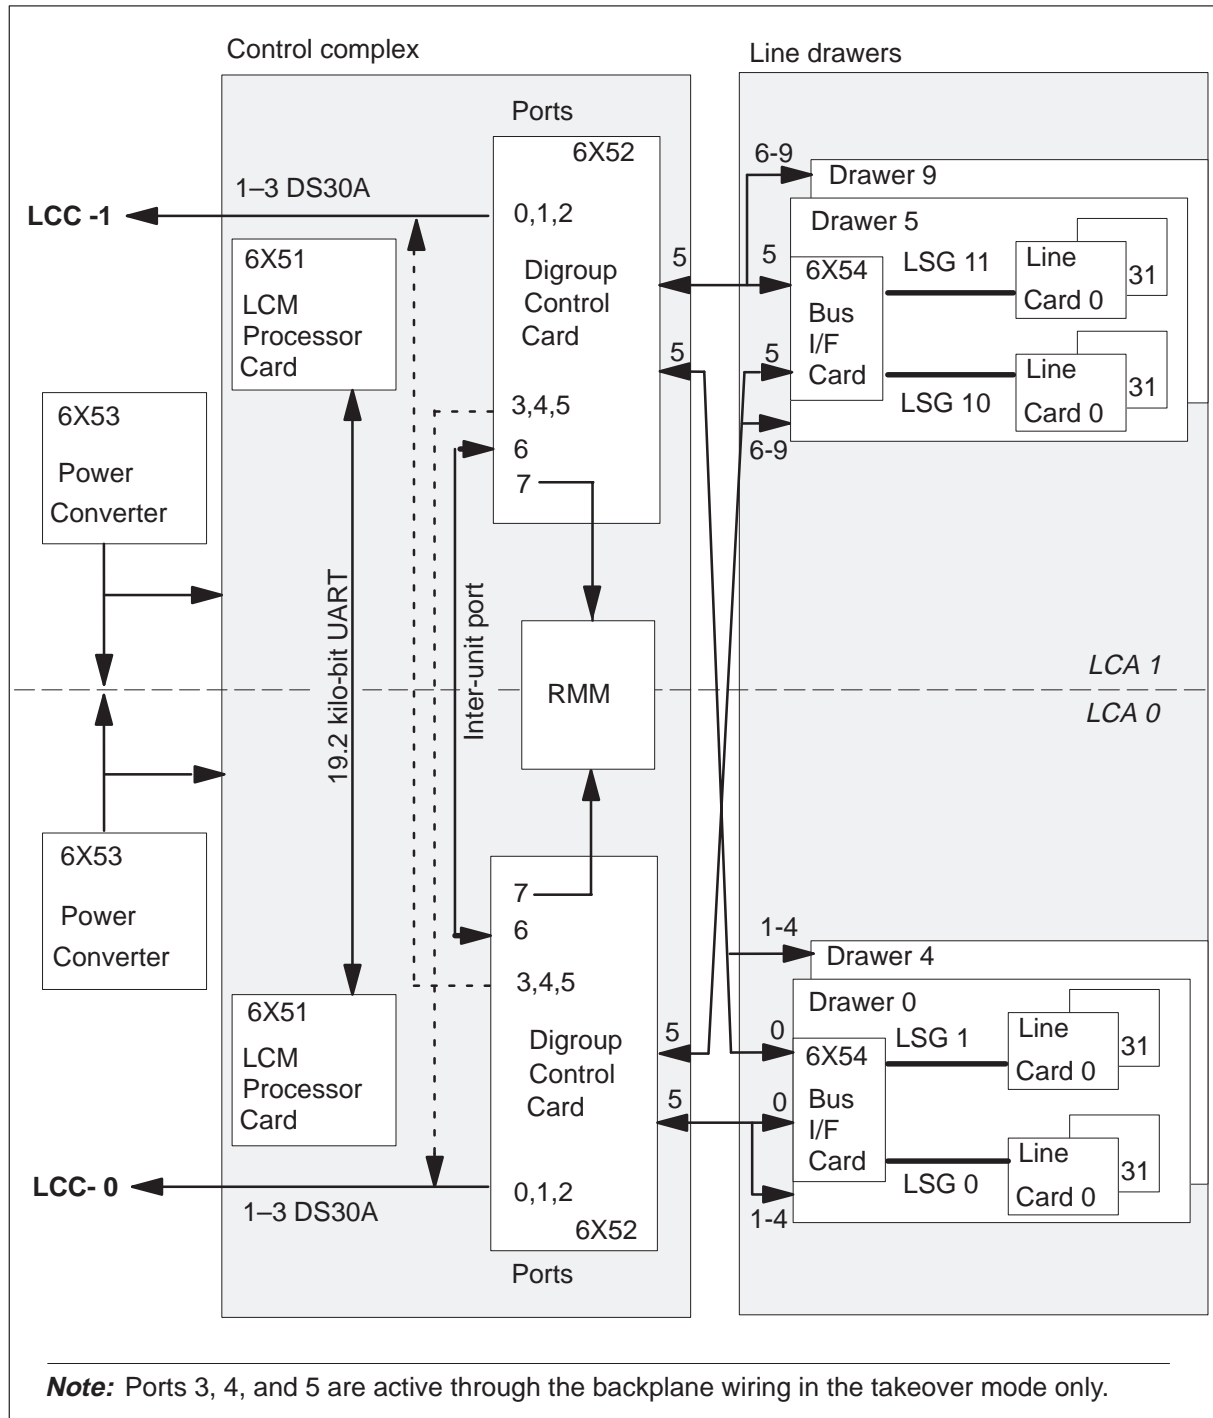 Control complex
Line drawers
Ports
6X52
6-9
Drawer 9
1–3 DS30A
LCC -1
0,1,2
Drawer 5
6X51
LCM
Processor
Card
Digroup
Control
Card
5
5
6X54
Bus
I/F
Card
LSG 11
Line
Card 0
31
5
5
LSG 10
Line
Card 0
31
6-9
3,4,5
6
7
6X53
Power
Converter
19.2 kilo-bit UART
Inter-unit port
RMM
LCA 1
LCA 0
6X53
Power
Converter
7
6
3,4,5
1-4
Drawer 4
Drawer 0
6X51
LCM
Processor
Card
Digroup
Control
Card
5
0
6X54
Bus
I/F
Card
LSG 1
Line
Card 0
31
5
0
LSG 0
Line
Card 0
31
1-4
LCC- 0
1–3 DS30A
0,1,2
6X52
Ports
Note: Ports 3, 4, and 5 are active through the backplane wiring in the takeover mode only.